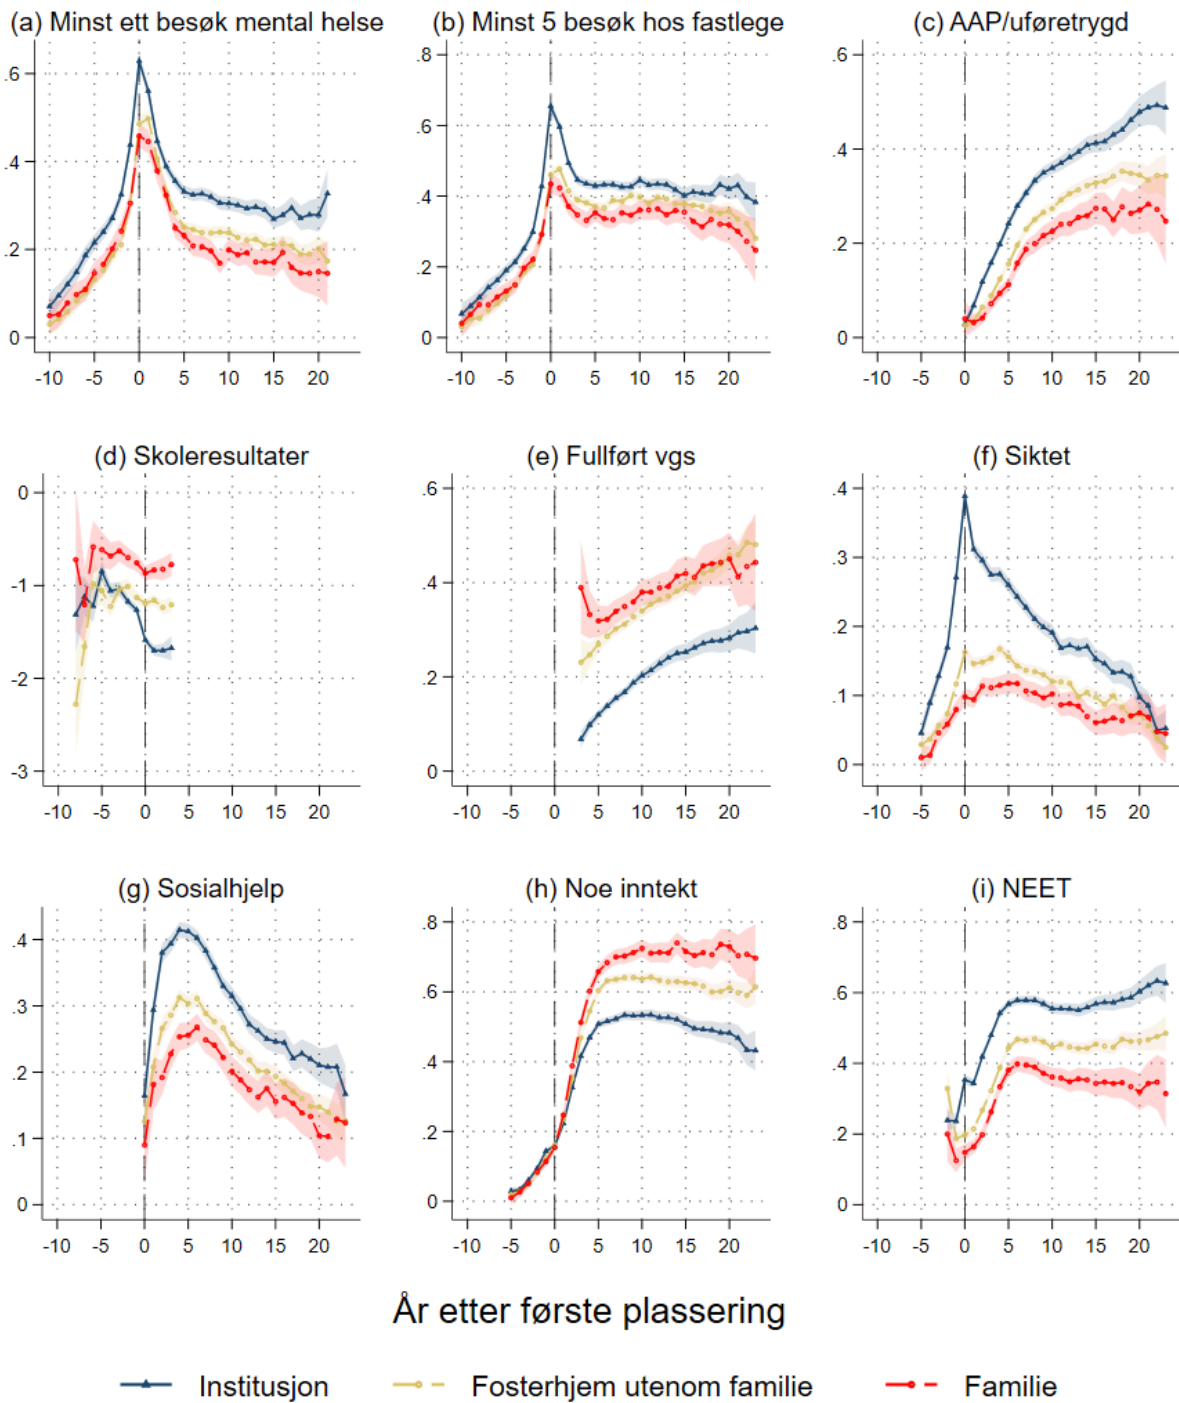 (a) Minst ett besøk mental helse
(b) Minst 5 besøk hos fastlege
(c) AAP/uføretrygd
.6
.4
.2
0
-10 -5 0 5 10 15 20
.8
.6
.4
.2
0
-10 -5 0 5 10 15 20
.6
.4
.2
0
-10 -5 0 5 10 15 20
(d) Skoleresultater
(e) Fullført vgs
(f) Siktet
0
-1
-2
-3
-10 -5 0 5 10 15 20
.6
.4
.2
0
-10 -5 0 5 10 15 20
.4
.3
.2
.1
0
-10 -5 0 5 10 15 20
(g) Sosialhjelp
(h) Noe inntekt
(i) NEET
.4
.3
.2
.1
0
-10 -5 0 5 10 15 20
.8
.6
.4
.2
0
-10 -5 0 5 10 15 20
.8
.6
.4
.2
0
-10 -5 0 5 10 15 20
År etter første plassering
Institusjon
Fosterhjem utenom familie
Familie